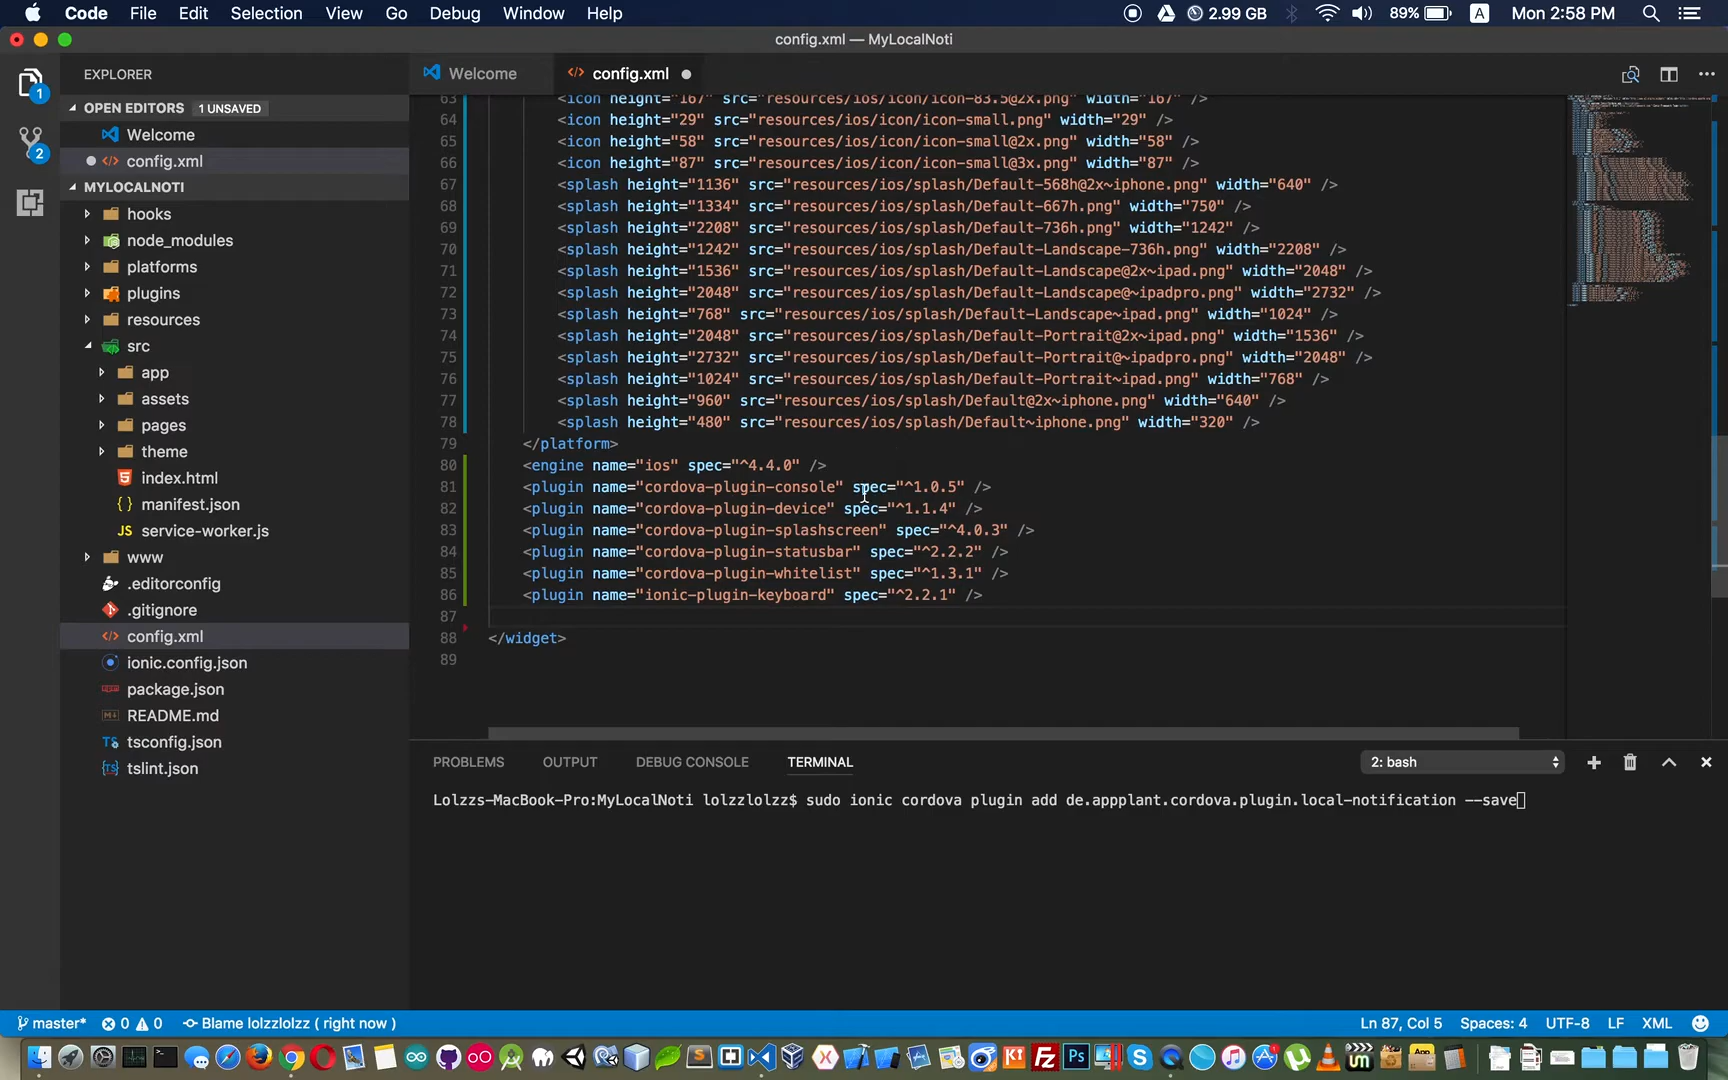 Code File Edit Selection View Go Debug Window Help 2.99 GB 89% A Mon 2:58 PM
config.xml — MyLocalNoti
EXPLORER
Welcome
config.xml
OPEN EDITORS 1 UNSAVED
Welcome
config.xml
MYLOCALNOTI
hooks
node_modules
platforms
plugins
resources
src
app
assets
pages
theme
index.html
manifest.json
service-worker.js
www
.editorconfig
.gitignore
config.xml
ionic.config.json
package.json
README.md
tsconfig.json
tslint.json
1
2
63 <icon height="167" src="resources/ios/icon/icon-83.5@2x.png" width="167" />
64 <icon height="29" src="resources/ios/icon/icon-small.png" width="29" />
65 <icon height="58" src="resources/ios/icon/icon-small@2x.png" width="58" />
66 <icon height="87" src="resources/ios/icon/icon-small@3x.png" width="87" />
67 <splash height="1136" src="resources/ios/splash/Default-568h@2x~iphone.png" width="640" />
68 <splash height="1334" src="resources/ios/splash/Default-667h.png" width="750" />
69 <splash height="2208" src="resources/ios/splash/Default-736h.png" width="1242" />
70 <splash height="1242" src="resources/ios/splash/Default-Landscape-736h.png" width="2208" />
71 <splash height="1536" src="resources/ios/splash/Default-Landscape@2x~ipad.png" width="2048" />
72 <splash height="2048" src="resources/ios/splash/Default-Landscape@~ipadpro.png" width="2732" />
73 <splash height="768" src="resources/ios/splash/Default-Landscape~ipad.png" width="1024" />
74 <splash height="2048" src="resources/ios/splash/Default-Portrait@2x~ipad.png" width="1536" />
75 <splash height="2732" src="resources/ios/splash/Default-Portrait@~ipadpro.png" width="2048" />
76 <splash height="1024" src="resources/ios/splash/Default-Portrait~ipad.png" width="768" />
77 <splash height="960" src="resources/ios/splash/Default@2x~iphone.png" width="640" />
78 <splash height="480" src="resources/ios/splash/Default~iphone.png" width="320" />
79 </platform>
80 <engine name="ios" spec="^4.4.0" />
81 <plugin name="cordova-plugin-console" spec="^1.0.5" />
82 <plugin name="cordova-plugin-device" spec="^1.1.4" />
83 <plugin name="cordova-plugin-splashscreen" spec="^4.0.3" />
84 <plugin name="cordova-plugin-statusbar" spec="^2.2.2" />
85 <plugin name="cordova-plugin-whitelist" spec="^1.3.1" />
86 <plugin name="ionic-plugin-keyboard" spec="^2.2.1" />
87
88 </widget>
89
PROBLEMS OUTPUT DEBUG CONSOLE TERMINAL 2: bash
Lolzzs-MacBook-Pro:MyLocalNoti lolzzlolzz$ sudo ionic cordova plugin add de.appplant.cordova.plugin.local-notification --save
master* 0 0 Blame lolzzlolzz ( right now ) Ln 87, Col 5 Spaces: 4 UTF-8 LF XML